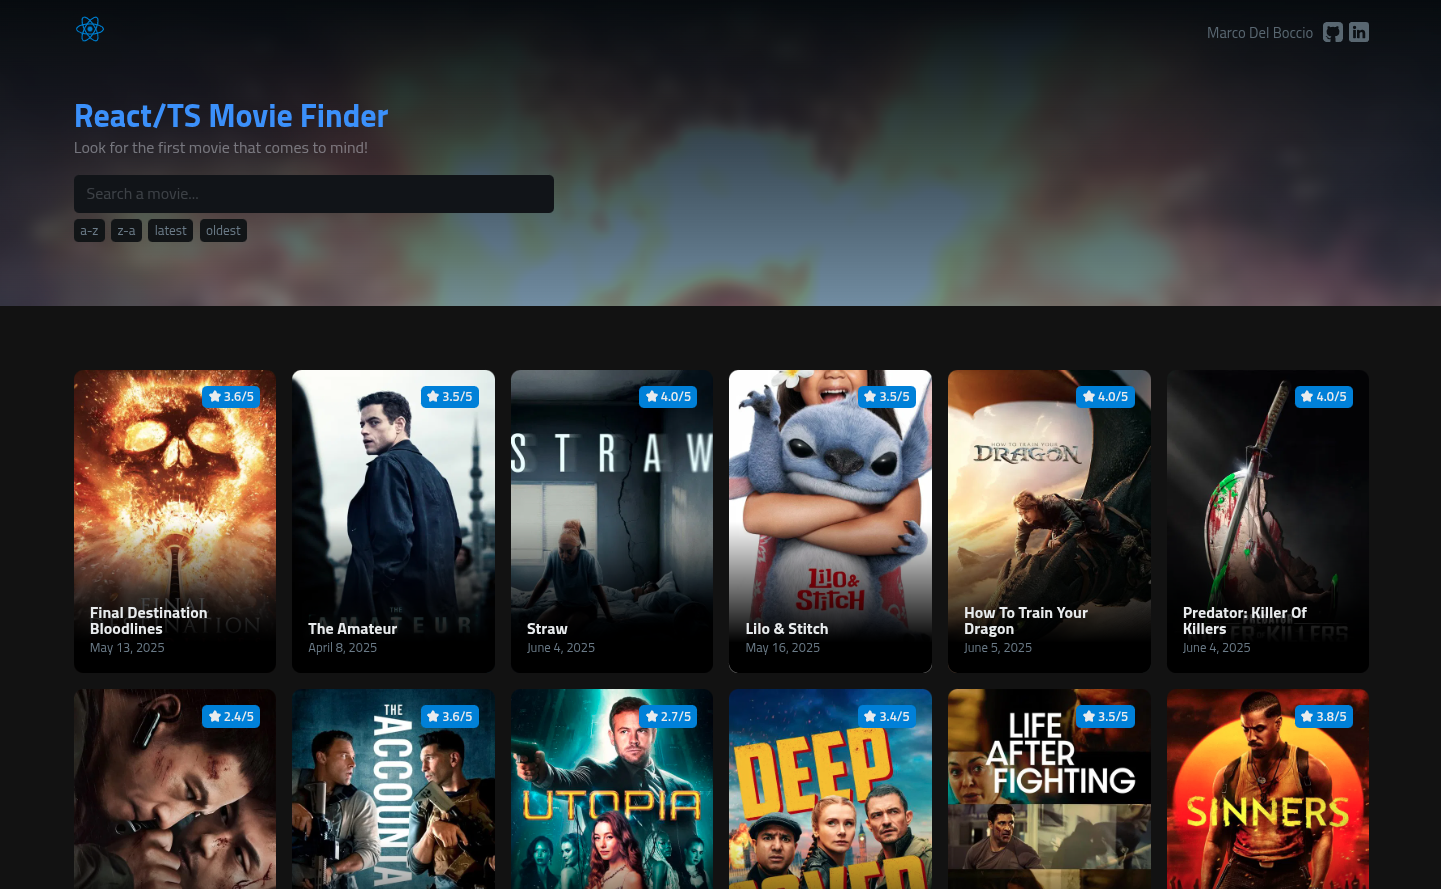 Marco Del Boccio
React/TS Movie Finder
Look for the first movie that comes to mind!
Search a movie...
a-z z-a latest oldest
3.6/5
FINAL
Final Destination
Bloodlines
May 13, 2025
3.5/5
THE
AMATEUR
The Amateur
April 8, 2025
4.0/5
STRAW
Straw
June 4, 2025
3.5/5
Lilo &
Stitch
Lilo & Stitch
May 16, 2025
4.0/5
HOW TO TRAIN YOUR
DRAGON
How To Train Your
Dragon
June 5, 2025
4.0/5
PREDATOR
Predator: Killer Of
Killers
June 4, 2025
2.4/5
3.6/5
THE
3.5/5
2.7/5
UTOPIA
3.4/5
DEEP
LIFE
AFTER
FIGHTING
3.8/5
SINNERS